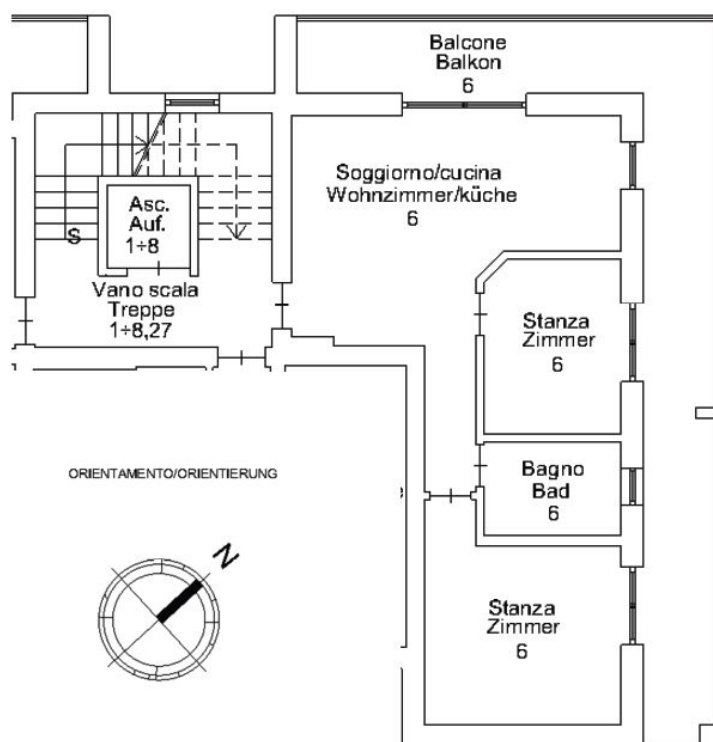 Balcone
Balkon
6
Soggiorno/cucina
Wohnzimmer/küche
6
Asc.
Auf.
1÷8
S
Vano scala
Treppe
1÷8,27
Stanza
Zimmer
6
Bagno
Bad
6
ORIENTAMENTO/ORIENTIERUNG
N
Stanza
Zimmer
6